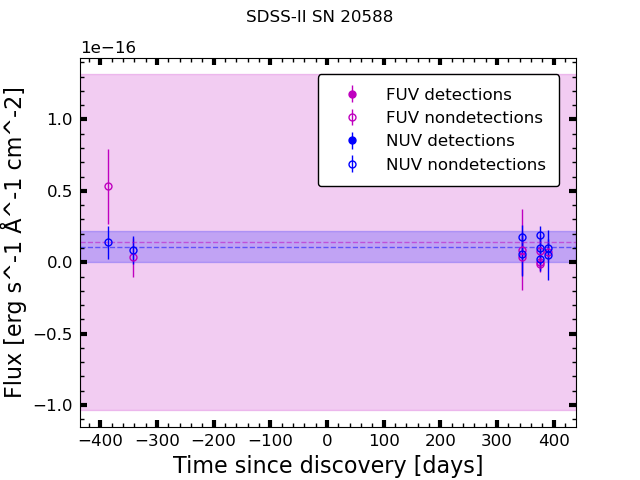 SDSS-II SN 20588
1e−16
FUV detections
FUV nondetections
NUV detections
NUV nondetections
1.0
0.5
0.0
−0.5
−1.0
Flux [erg s^-1 Å^-1 cm^-2]
−400 −300 −200 −100 0 100 200 300 400
Time since discovery [days]